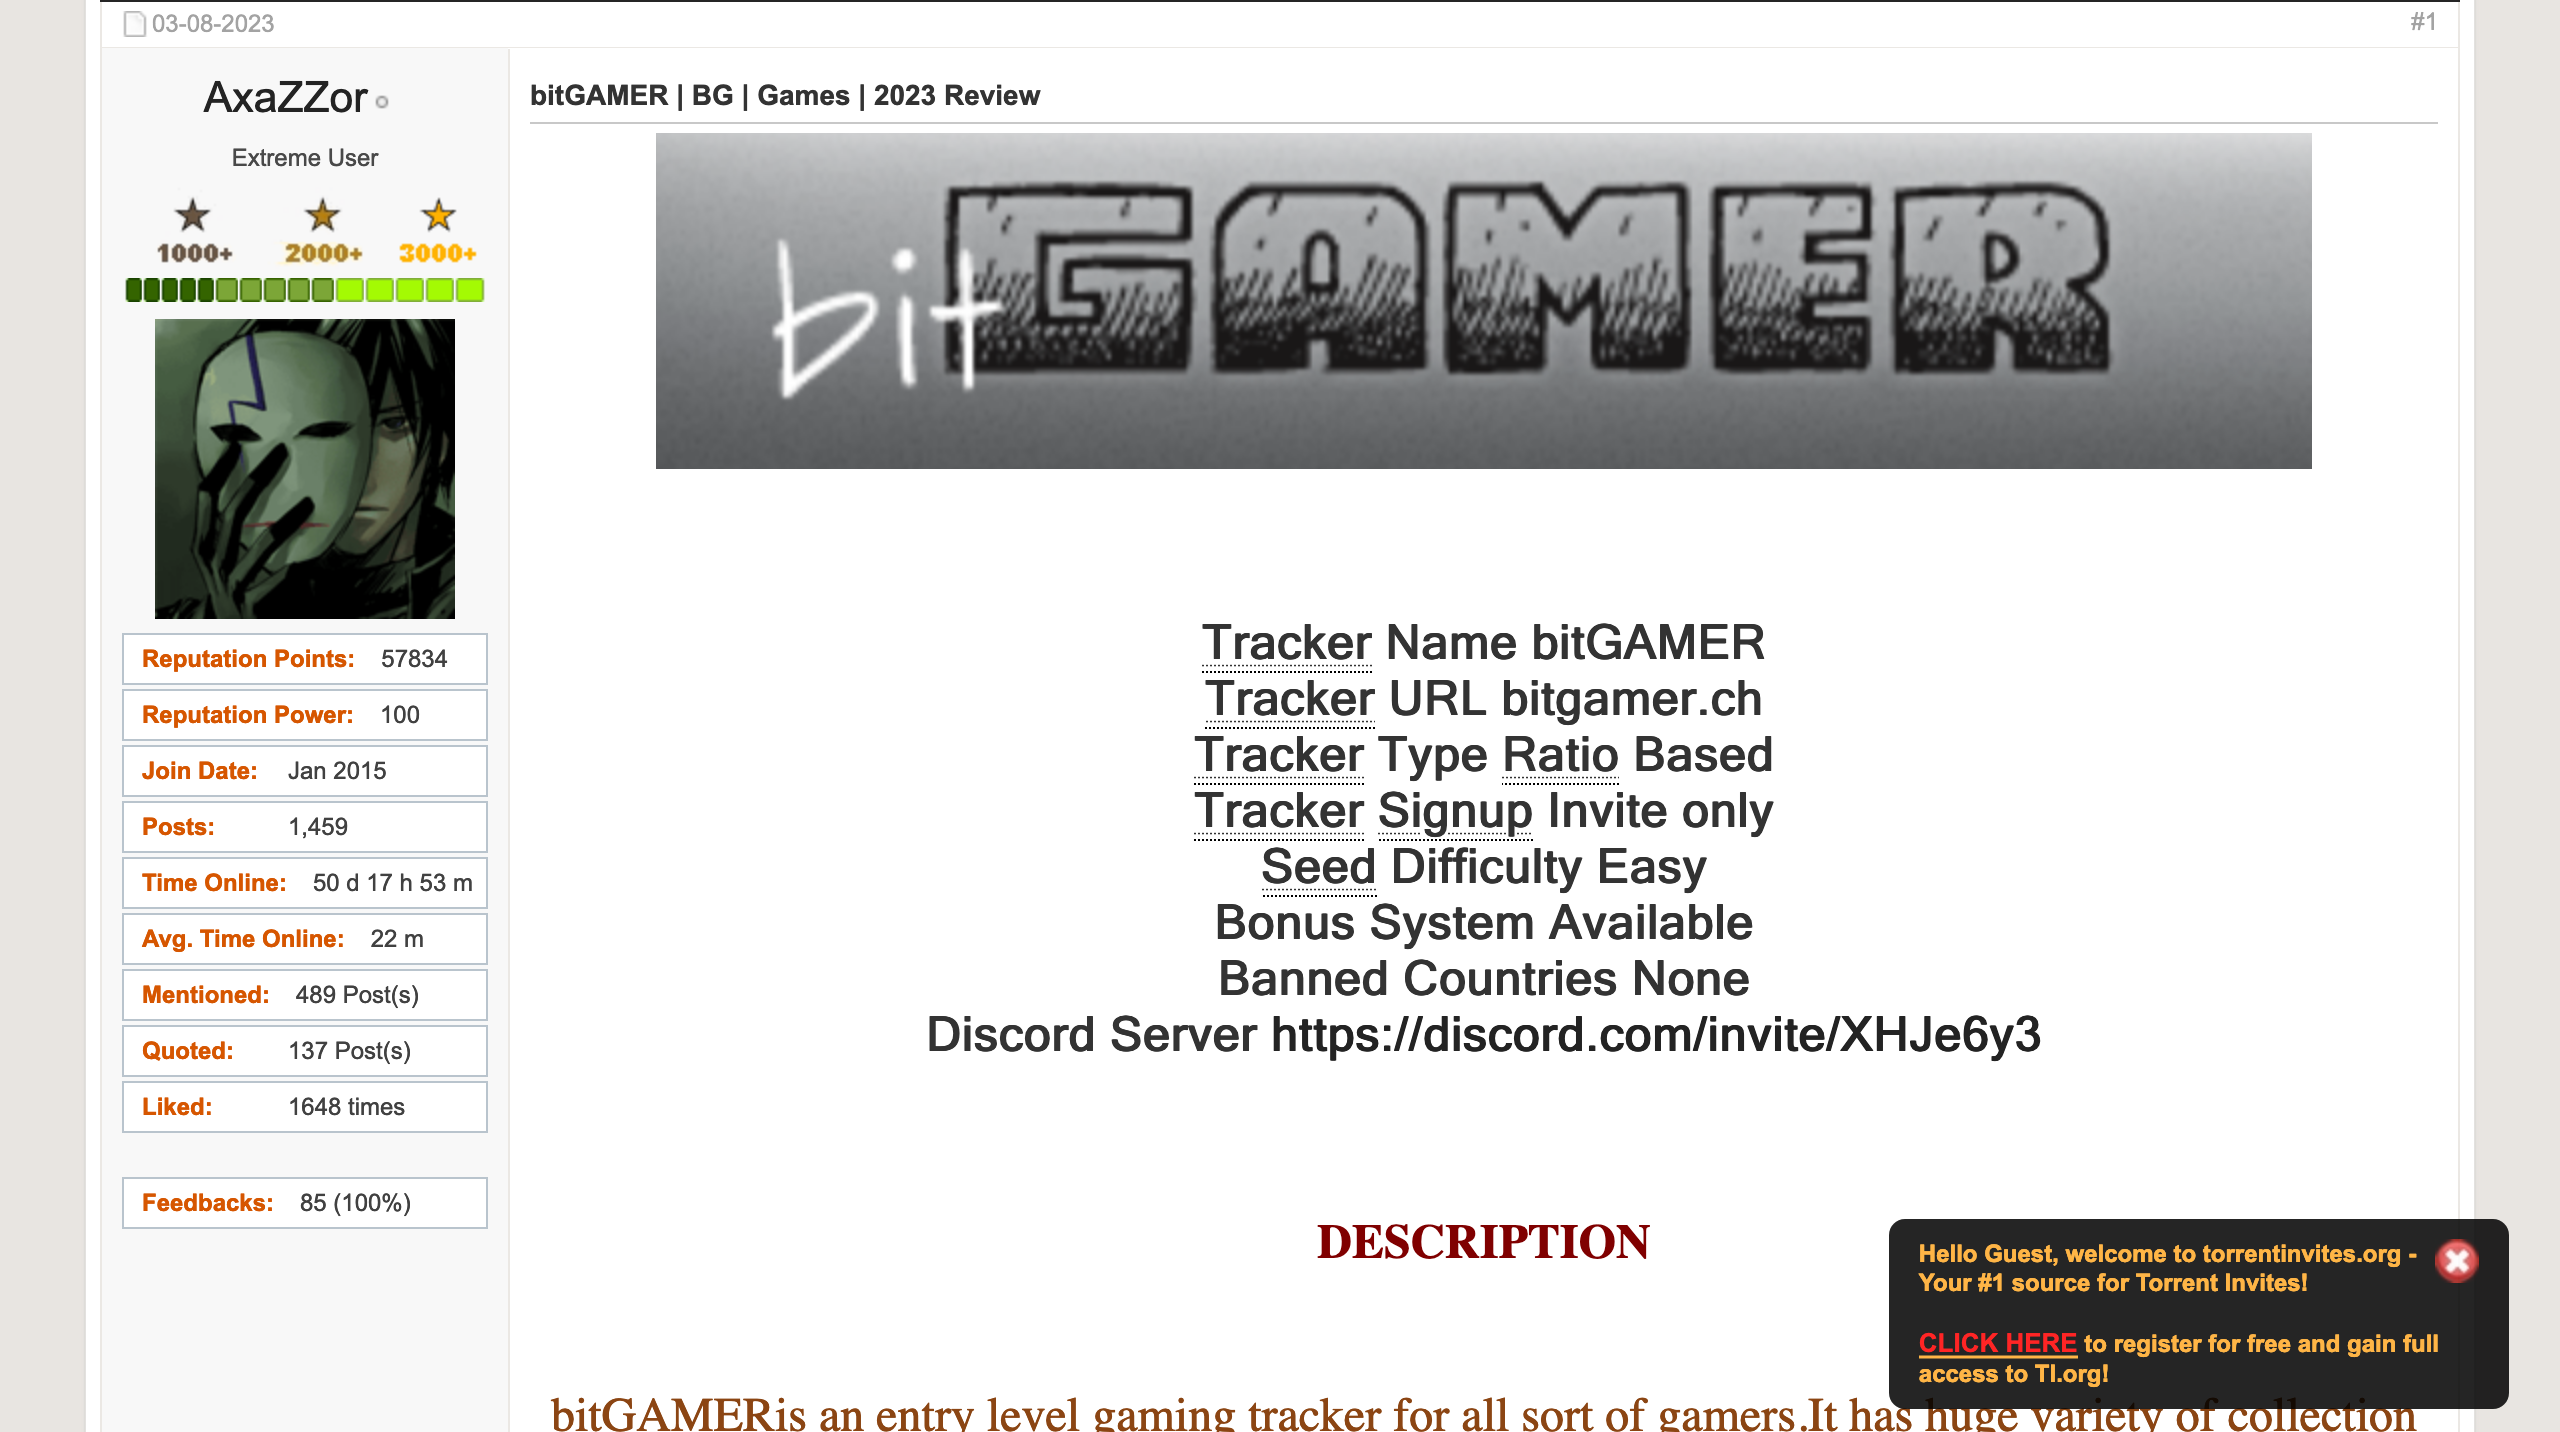 03-08-2023
#1
AxaZZor
Extreme User
1000+ 2000+ 3000+
Reputation Points: 57834
Reputation Power: 100
Join Date: Jan 2015
Posts: 1,459
Time Online: 50 d 17 h 53 m
Avg. Time Online: 22 m
Mentioned: 489 Post(s)
Quoted: 137 Post(s)
Liked: 1648 times
Feedbacks: 85 (100%)
bitGAMER | BG | Games | 2023 Review
bitGAMER
Tracker Name bitGAMER
Tracker URL bitgamer.ch
Tracker Type Ratio Based
Tracker Signup Invite only
Seed Difficulty Easy
Bonus System Available
Banned Countries None
Discord Server https://discord.com/invite/XHJe6y3
DESCRIPTION
bitGAMERis an entry level gaming tracker for all sort of gamers.It has huge variety of collection
Hello Guest, welcome to torrentinvites.org -
Your #1 source for Torrent Invites!
CLICK HERE to register for free and gain full
access to TI.org!